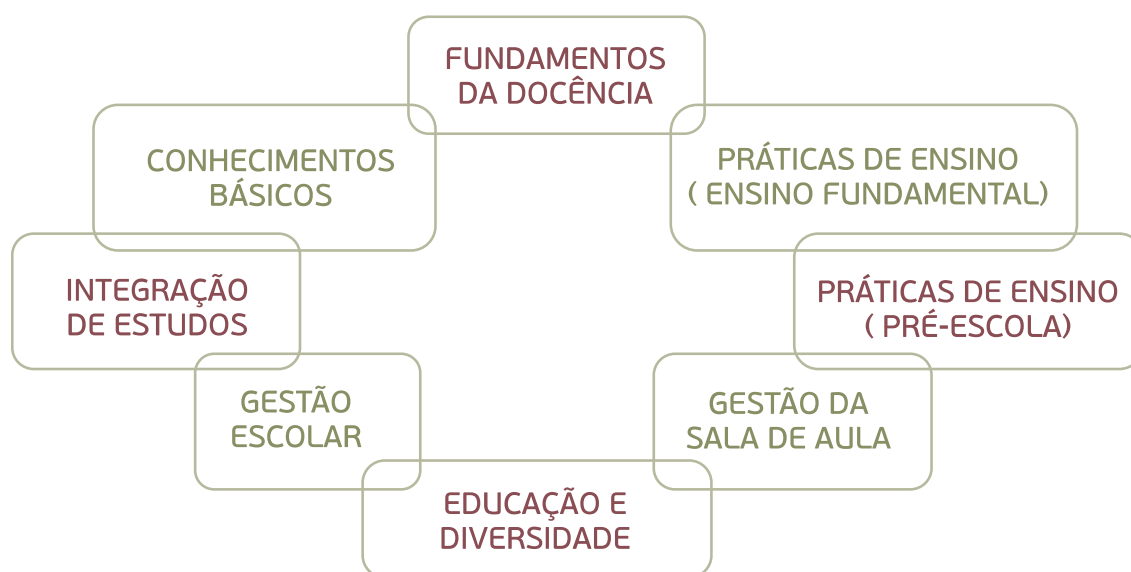 FUNDAMENTOS
DA DOCÊNCIA
CONHECIMENTOS
BÁSICOS
PRÁTICAS DE ENSINO
( ENSINO FUNDAMENTAL)
INTEGRAÇÃO
DE ESTUDOS
PRÁTICAS DE ENSINO
( PRÉ-ESCOLA)
GESTÃO
ESCOLAR
GESTÃO DA
SALA DE AULA
EDUCAÇÃO E
DIVERSIDADE